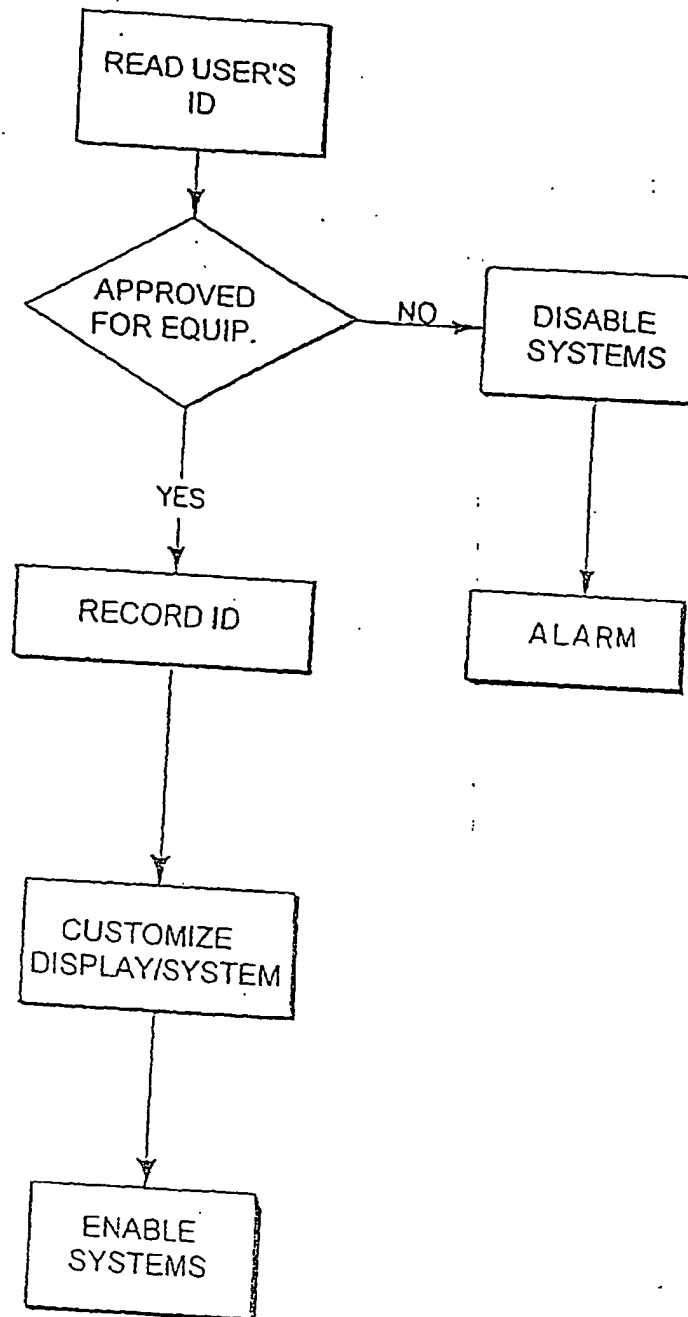 READ USER'S
ID
APPROVED
FOR EQUIP.
NO
DISABLE
SYSTEMS
YES
RECORD ID
ALARM
CUSTOMIZE
DISPLAY/SYSTEM
ENABLE
SYSTEMS